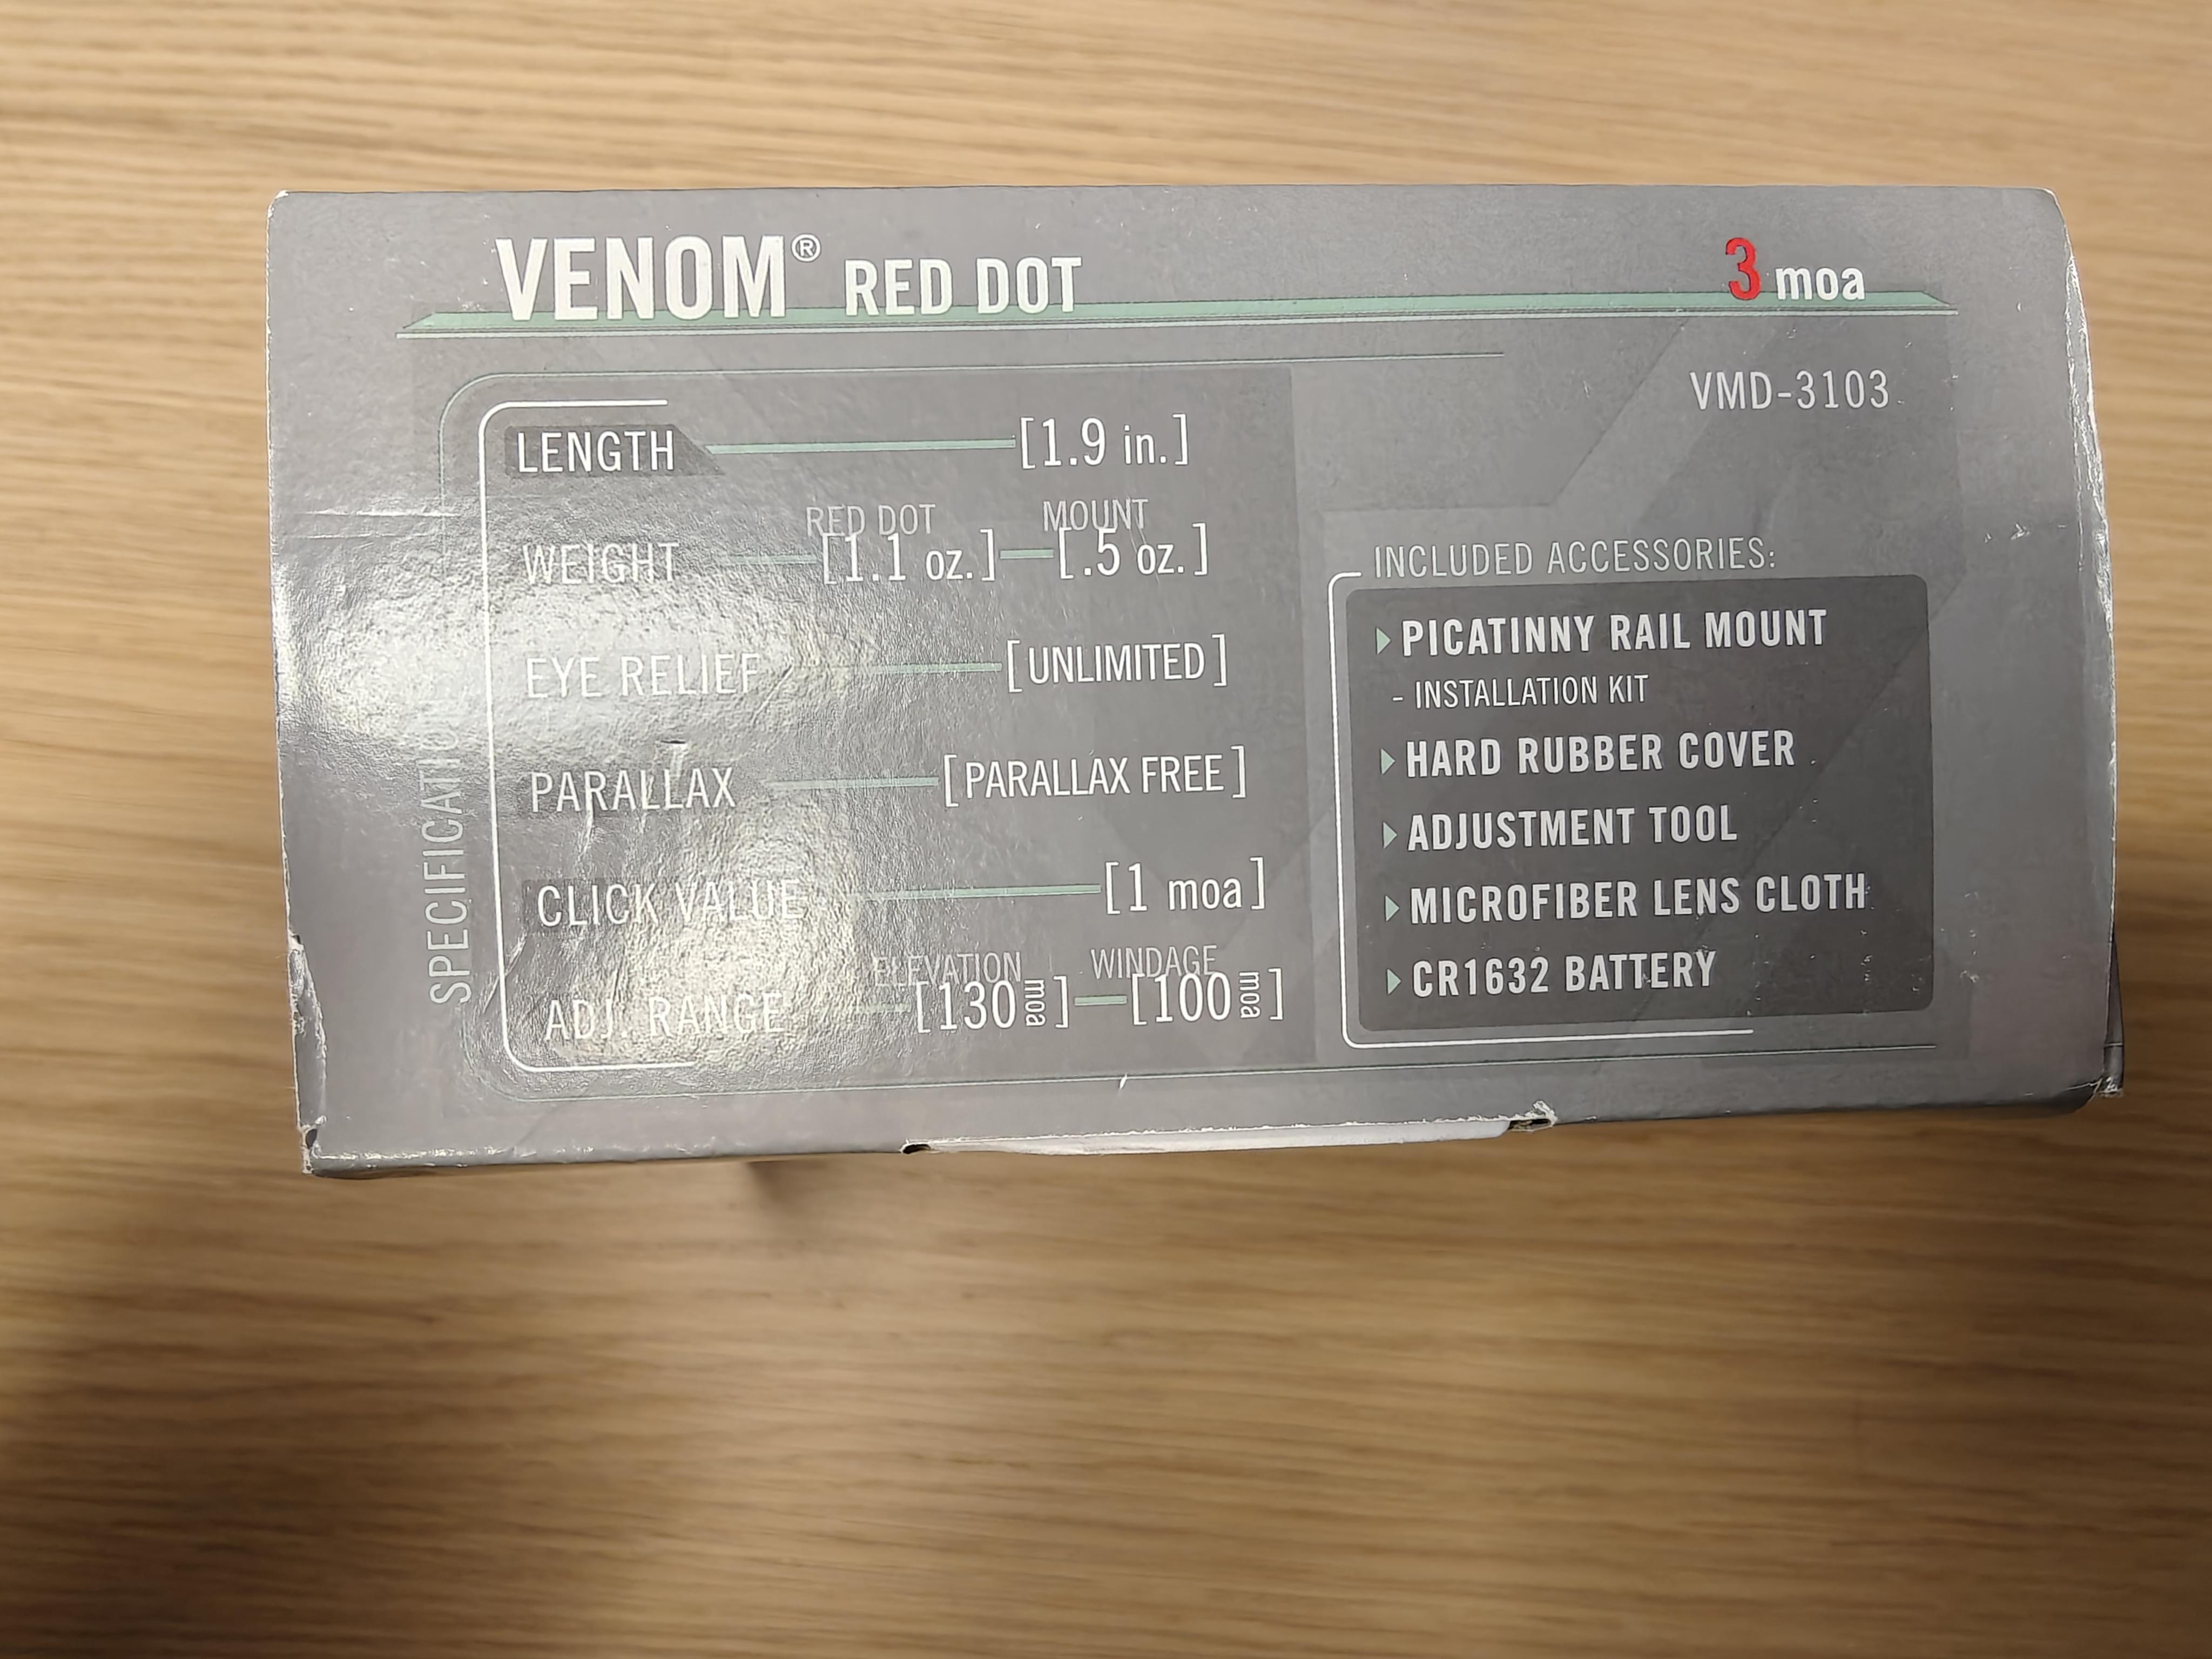 VENOM® RED DOT
3 moa
VMD-3103
LENGTH [1.9 in.]
RED DOT MOUNT
WEIGHT [1.1 oz.] [.5 oz.]
EYE RELIEF [UNLIMITED]
PARALLAX [PARALLAX FREE]
CLICK VALUE [1 moa]
ELEVATION WINDAGE
ADJ. RANGE [130 moa] [100 moa]
INCLUDED ACCESSORIES:
PICATINNY RAIL MOUNT
- INSTALLATION KIT
HARD RUBBER COVER
ADJUSTMENT TOOL
MICROFIBER LENS CLOTH
CR1632 BATTERY